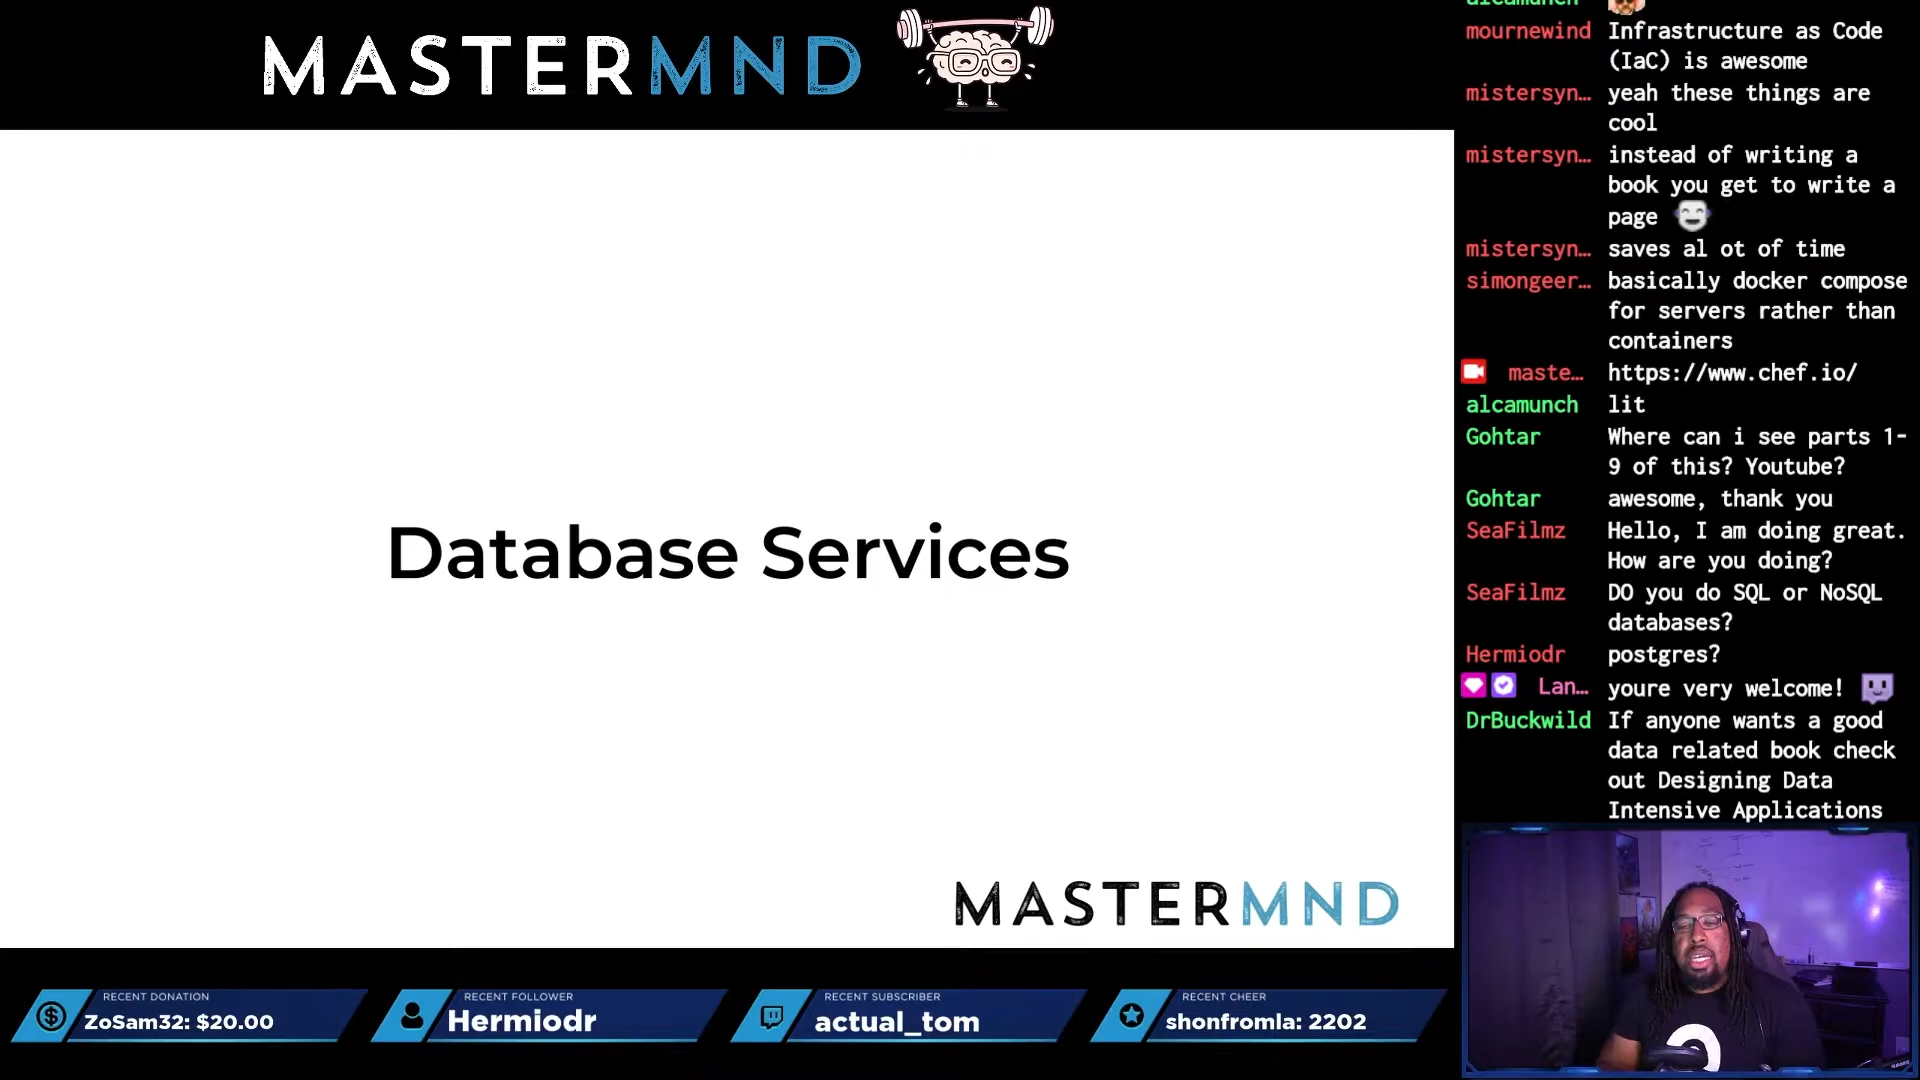 MASTERMND
Database Services
MASTERMND
mournewind Infrastructure as Code
(IaC) is awesome
mistersyn… yeah these things are
cool
mistersyn… instead of writing a
book you get to write a
page
mistersyn… saves al ot of time
simongeer… basically docker compose
for servers rather than
containers
maste… https://www.chef.io/
alcamunch lit
Gohtar Where can i see parts 1-
9 of this? Youtube?
Gohtar awesome, thank you
SeaFilmz Hello, I am doing great.
How are you doing?
SeaFilmz DO you do SQL or NoSQL
databases?
Hermiodr postgres?
Lan… youre very welcome!
DrBuckwild If anyone wants a good
data related book check
out Designing Data
Intensive Applications
RECENT DONATION
ZoSam32: $20.00
RECENT FOLLOWER
Hermiodr
RECENT SUBSCRIBER
actual_tom
RECENT CHEER
shonfromla: 2202